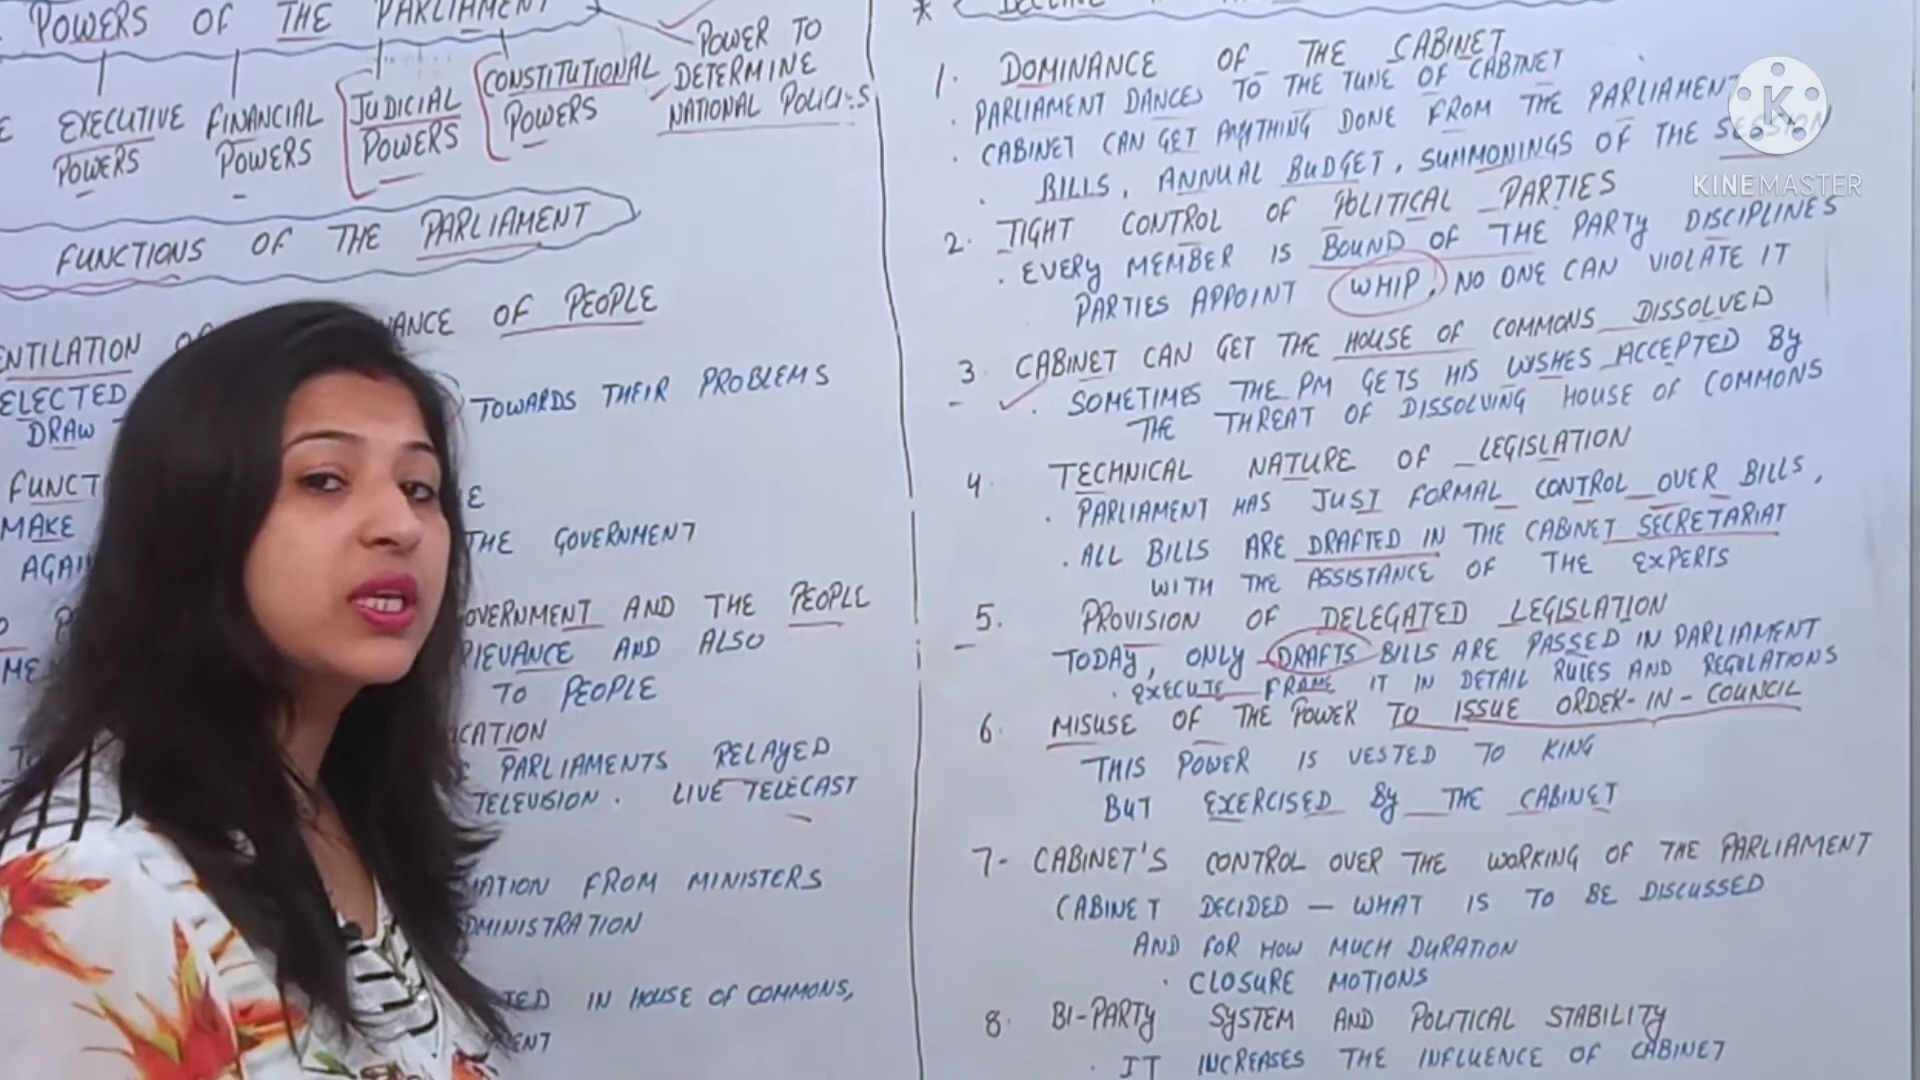 POWERS OF THE PARLIAMENT
EXECUTIVE POWERS
FINANCIAL POWERS
JUDICIAL POWERS
CONSTITUTIONAL POWERS
POWER TO
DETERMINE
NATIONAL POLICIES
FUNCTIONS OF THE PARLIAMENT
OF PEOPLE
ELECTED TOWARDS THEIR PROBLEMS
DRAW
MAKE THE GOVERNMENT
AND THE PEOPLE
AND ALSO
TO PEOPLE
PARLIAMENTS RELAYED
TELEVISION. LIVE TELECAST
FROM MINISTERS
IN HOUSE OF COMMONS,
1. DOMINANCE OF THE CABINET
. PARLIAMENT DANCES TO THE TUNE OF CABINET
. CABINET CAN GET ANYTHING DONE FROM THE PARLIAMENT
. BILLS, ANNUAL BUDGET, SUMMONINGS OF THE SESSION
KINEMASTER
2. TIGHT CONTROL OF POLITICAL PARTIES
. EVERY MEMBER IS BOUND OF THE PARTY DISCIPLINES
PARTIES APPOINT WHIP, NO ONE CAN VIOLATE IT
3 CABINET CAN GET THE HOUSE OF COMMONS DISSOLVED
. SOMETIMES THE PM GETS HIS WISHES ACCEPTED BY
THE THREAT OF DISSOLVING HOUSE OF COMMONS
4 TECHNICAL NATURE OF LEGISLATION
. PARLIAMENT HAS JUST FORMAL CONTROL OVER BILLS,
. ALL BILLS ARE DRAFTED IN THE CABINET SECRETARIAT
WITH THE ASSISTANCE OF THE EXPERTS
5. PROVISION OF DELEGATED LEGISLATION
TODAY, ONLY DRAFTS BILLS ARE PASSED IN PARLIAMENT
. EXECUTE FRAME IT IN DETAIL RULES AND REGULATIONS
6 MISUSE OF THE POWER TO ISSUE ORDER-IN-COUNCIL
THIS POWER IS VESTED TO KING
BUT EXERCISED By THE CABINET
7- CABINET'S CONTROL OVER THE WORKING OF THE PARLIAMENT
CABINET DECIDED — WHAT IS TO BE DISCUSSED
AND FOR HOW MUCH DURATION
. CLOSURE MOTIONS
8. BI-PARTY SYSTEM AND POLITICAL STABILITY
. IT INCREASES THE INFLUENCE OF CABINET